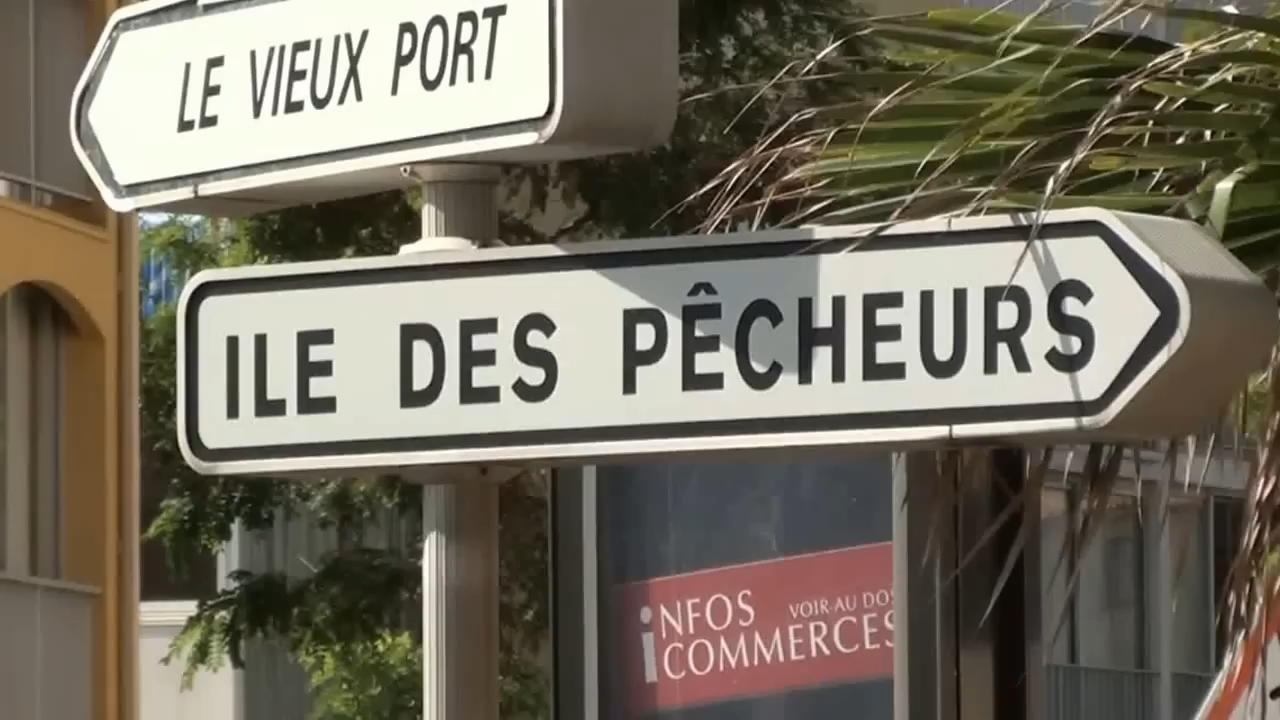 LE VIEUX PORT
ILE DES PÊCHEURS
iNFOS
VOIR-AU DOS
COMMERCES